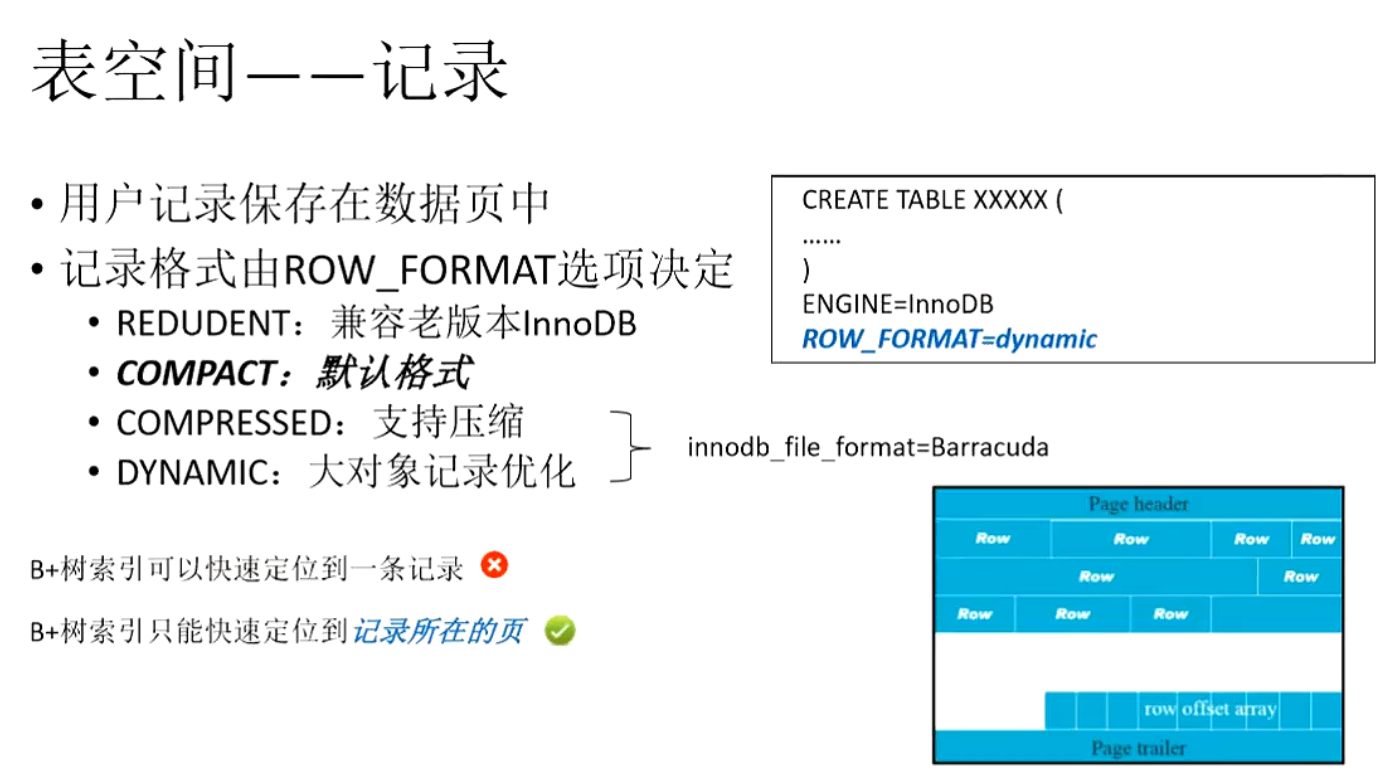 表空间——记录
• 用户记录保存在数据页中
• 记录格式由ROW_FORMAT选项决定
• REDUDENT：兼容老版本InnoDB
• COMPACT：默认格式
• COMPRESSED：支持压缩
• DYNAMIC：大对象记录优化
innodb_file_format=Barracuda
B+树索引可以快速定位到一条记录
B+树索引只能快速定位到记录所在的页
CREATE TABLE XXXXX (
......
)
ENGINE=InnoDB
ROW_FORMAT=dynamic
Page header
Row Row Row Row
Row Row
Row Row Row
row offset array
Page trailer